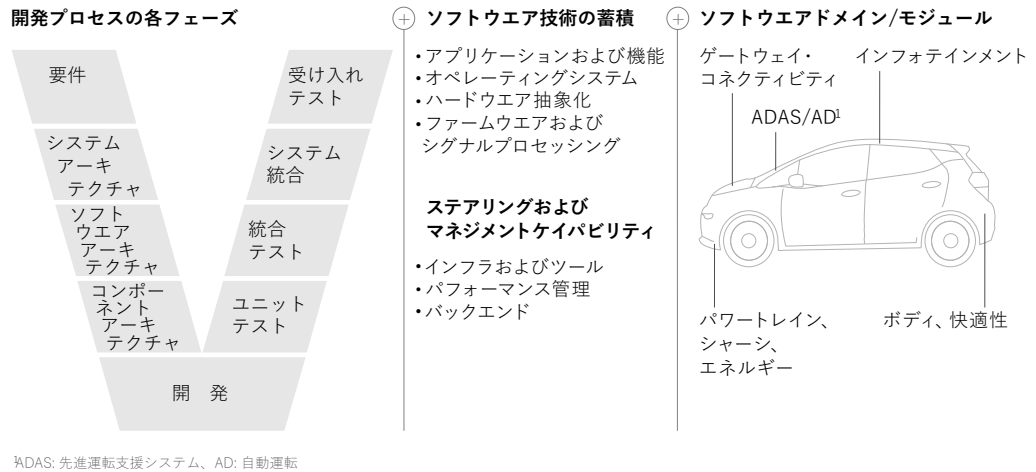 開発プロセスの各フェーズ
要件
システム
アーキ
テクチャ
ソフト
ウエア
アーキ
テクチャ
コンポー
ネント
アーキ
テクチャ
開 発
受け入れ
テスト
システム
統合
統合
テスト
ユニット
テスト
+ ソフトウエア技術の蓄積
•アプリケーションおよび機能
•オペレーティングシステム
•ハードウエア抽象化
•ファームウエアおよび
シグナルプロセッシング
ステアリングおよび
マネジメントケイパビリティ
•インフラおよびツール
•パフォーマンス管理
•バックエンド
+ ソフトウエアドメイン/モジュール
ゲートウェイ・
コネクティビティ
インフォテインメント
ADAS/AD¹
パワートレイン、
シャーシ、
エネルギー
ボディ、快適性
¹ADAS: 先進運転支援システム、AD: 自動運転